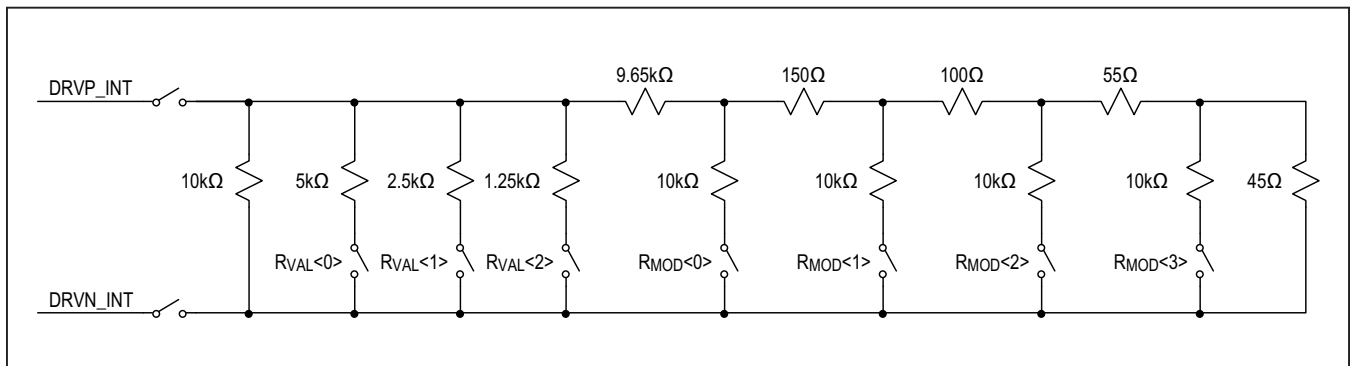 9.65kΩ 150Ω 100Ω 55Ω
DRVP_INT
10kΩ 5kΩ 2.5kΩ 1.25kΩ 10kΩ 10kΩ 10kΩ 10kΩ 45Ω
RVAL<0> RVAL<1> RVAL<2> RMOD<0> RMOD<1> RMOD<2> RMOD<3>
DRVN_INT